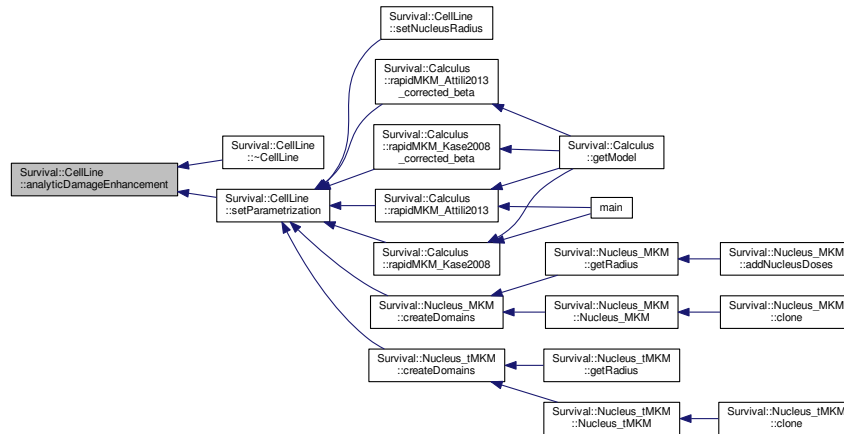 Survival::CellLine
::analyticDamageEnhancement
Survival::CellLine
::~CellLine
Survival::CellLine
::setParametrization
Survival::CellLine
::setNucleusRadius
Survival::Calculus
::rapidMKM_Attili2013
_corrected_beta
Survival::Calculus
::rapidMKM_Kase2008
_corrected_beta
Survival::Calculus
::rapidMKM_Attili2013
Survival::Calculus
::rapidMKM_Kase2008
Survival::Nucleus_MKM
::createDomains
Survival::Nucleus_tMKM
::createDomains
Survival::Calculus
::getModel
main
Survival::Nucleus_MKM
::getRadius
Survival::Nucleus_MKM
::Nucleus_MKM
Survival::Nucleus_tMKM
::getRadius
Survival::Nucleus_tMKM
::Nucleus_tMKM
Survival::Nucleus_MKM
::addNucleusDoses
Survival::Nucleus_MKM
::clone
Survival::Nucleus_tMKM
::clone